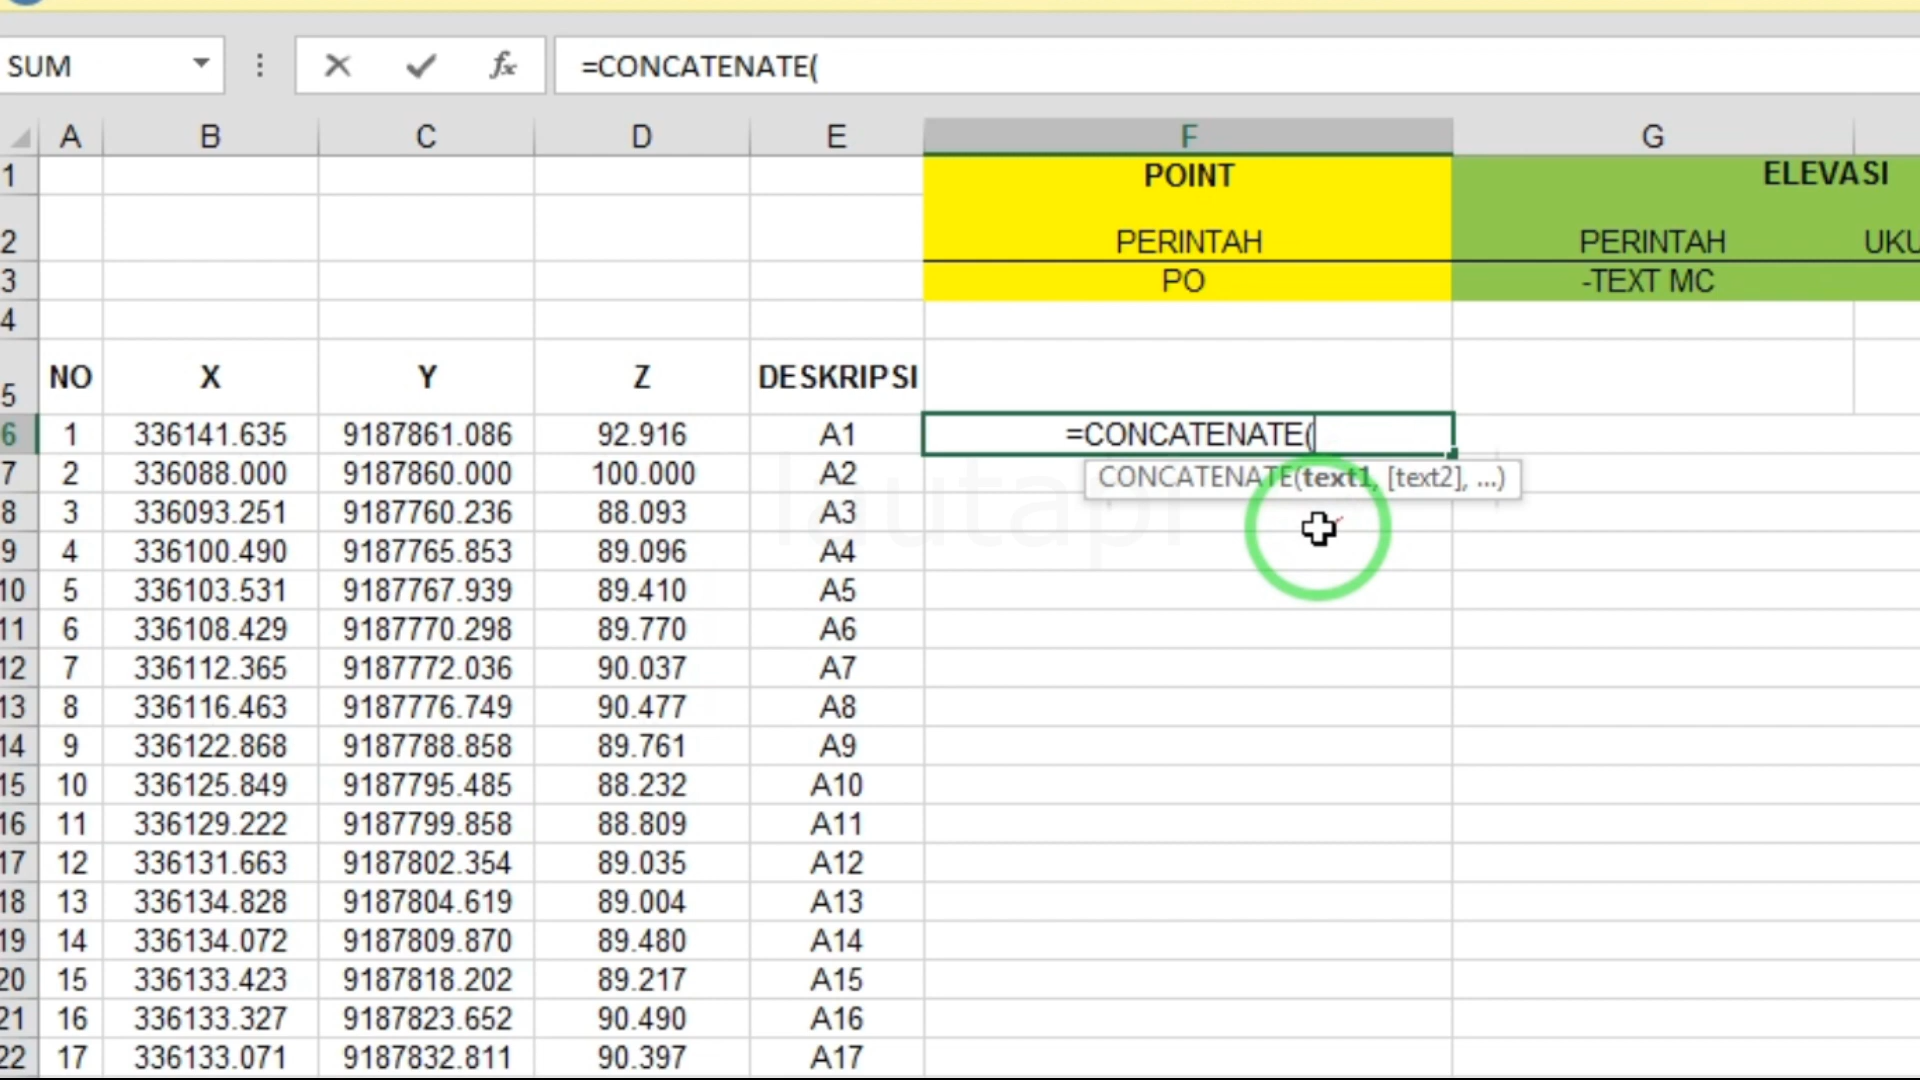 SUM =CONCATENATE(
A B C D E F G
1 POINT ELEVASI
2 PERINTAH PERINTAH
3 PO -TEXT MC
4
5 NO X Y Z DESKRIPSI
6 1 336141.635 9187861.086 92.916 A1 =CONCATENATE(
CONCATENATE(text1, [text2], ...)
7 2 336088.000 9187860.000 100.000 A2
8 3 336093.251 9187760.236 88.093 A3
lautapi
9 4 336100.490 9187765.853 89.096 A4
10 5 336103.531 9187767.939 89.410 A5
11 6 336108.429 9187770.298 89.770 A6
12 7 336112.365 9187772.036 90.037 A7
13 8 336116.463 9187776.749 90.477 A8
14 9 336122.868 9187788.858 89.761 A9
15 10 336125.849 9187795.485 88.232 A10
16 11 336129.222 9187799.858 88.809 A11
17 12 336131.663 9187802.354 89.035 A12
18 13 336134.828 9187804.619 89.004 A13
19 14 336134.072 9187809.870 89.480 A14
20 15 336133.423 9187818.202 89.217 A15
21 16 336133.327 9187823.652 90.490 A16
22 17 336133.071 9187832.811 90.397 A17